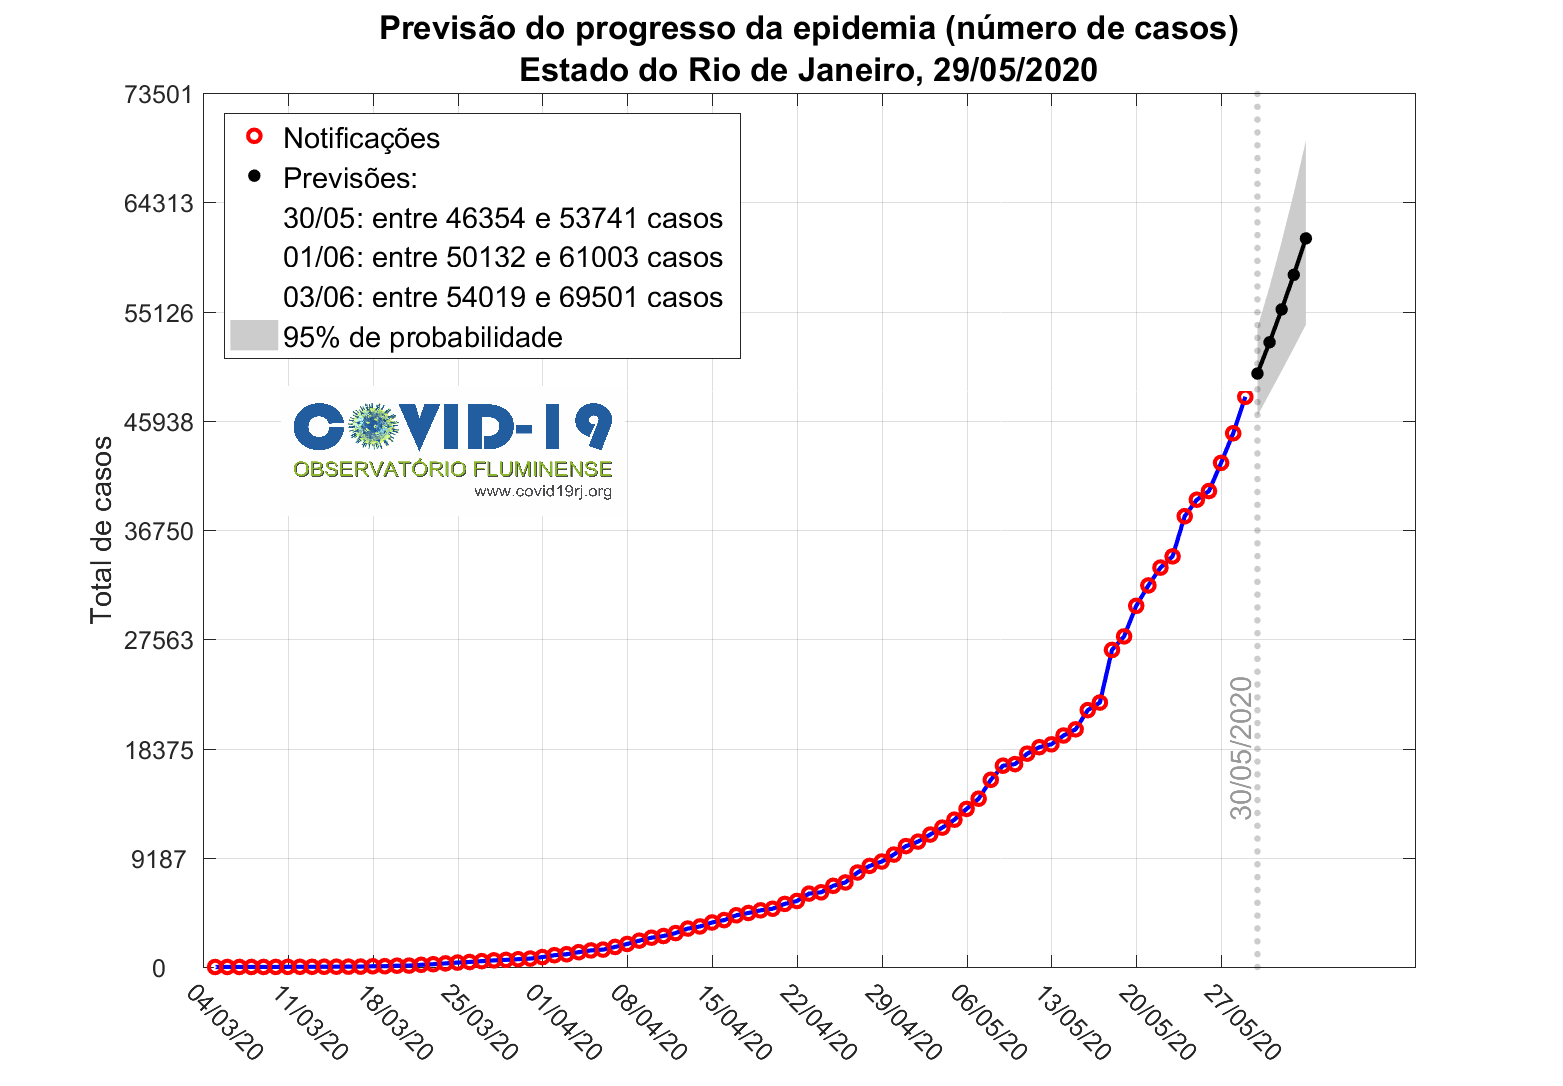 Previsão do progresso da epidemia (número de casos)
Estado do Rio de Janeiro, 29/05/2020
73501
64313
55126
45938
36750
27563
18375
9187
0
Total de casos
Notificações
Previsões:
30/05: entre 46354 e 53741 casos
01/06: entre 50132 e 61003 casos
03/06: entre 54019 e 69501 casos
95% de probabilidade
COVID-19
OBSERVATÓRIO FLUMINENSE
www.covid19rj.org
30/05/2020
04/03/20
11/03/20
18/03/20
25/03/20
01/04/20
08/04/20
15/04/20
22/04/20
29/04/20
06/05/20
13/05/20
20/05/20
27/05/20